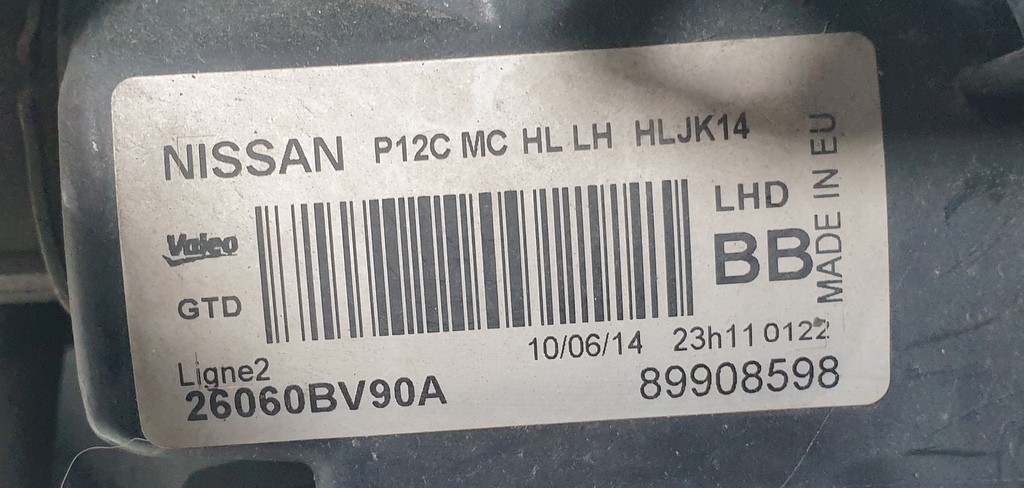 NISSAN P12C MC HL LH HLJK14
Valeo
GTD
LHD
BB
MADE IN EU
10/06/14 23h11 0122
Ligne2
26060BV90A
89908598